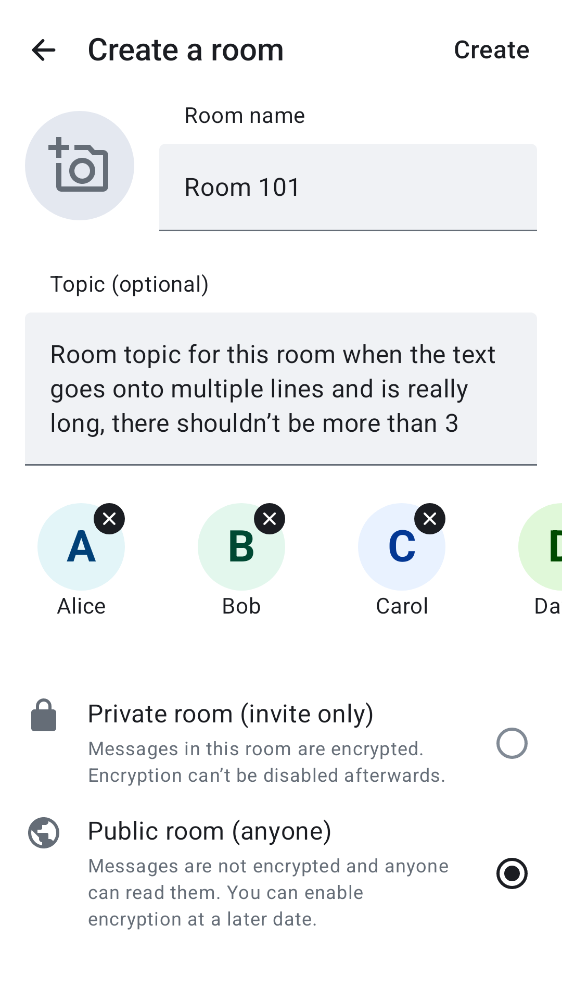 Create a room
Create
Room name
Room 101
Topic (optional)
Room topic for this room when the text
goes onto multiple lines and is really
long, there shouldn’t be more than 3
A
B
C
Alice
Bob
Carol
Da
Private room (invite only)
Messages in this room are encrypted.
Encryption can’t be disabled afterwards.
Public room (anyone)
Messages are not encrypted and anyone
can read them. You can enable
encryption at a later date.